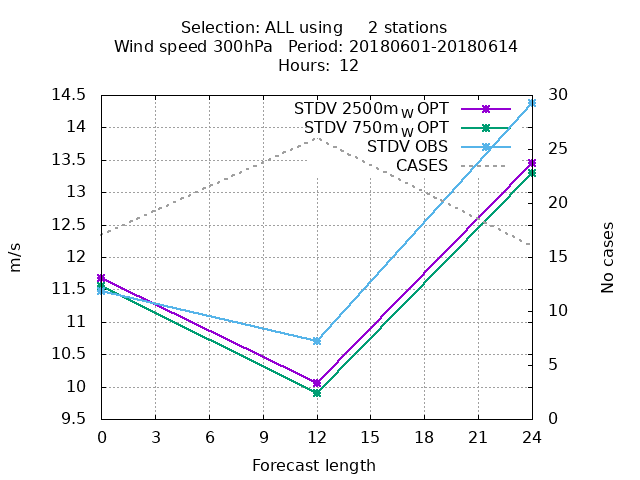 Selection: ALL using     2 stations
Wind speed 300hPa   Period: 20180601-20180614
Hours: 12
14.5
14
13.5
13
12.5
12
11.5
11
10.5
10
9.5
m/s
STDV 2500m_W OPT
STDV 750m_W OPT
STDV OBS
CASES
30
25
20
15
10
5
0
No cases
0 3 6 9 12 15 18 21 24
Forecast length